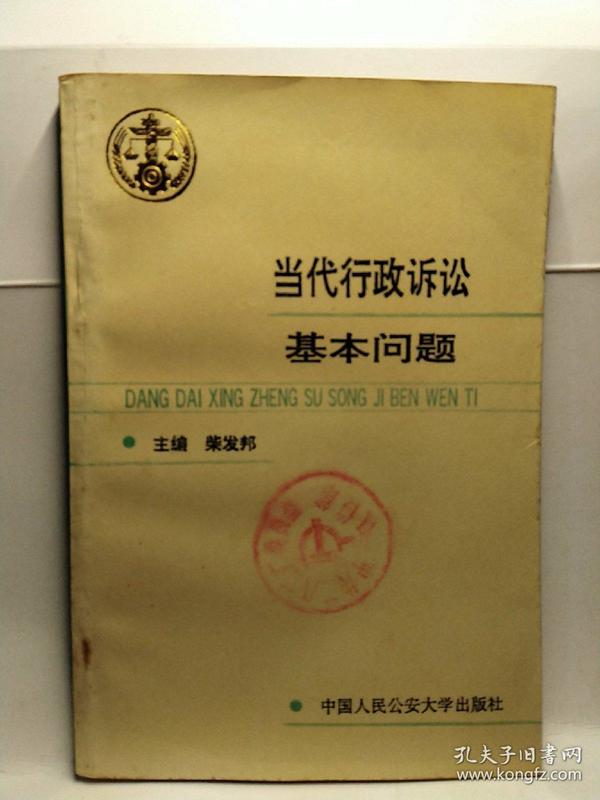 当代行政诉讼
基本问题
DANG DAI XING ZHENG SU SONG JI BEN WEN TI
主编 柴发邦
中国人民公安大学出版社
孔夫子旧书网
www.kongfz.com